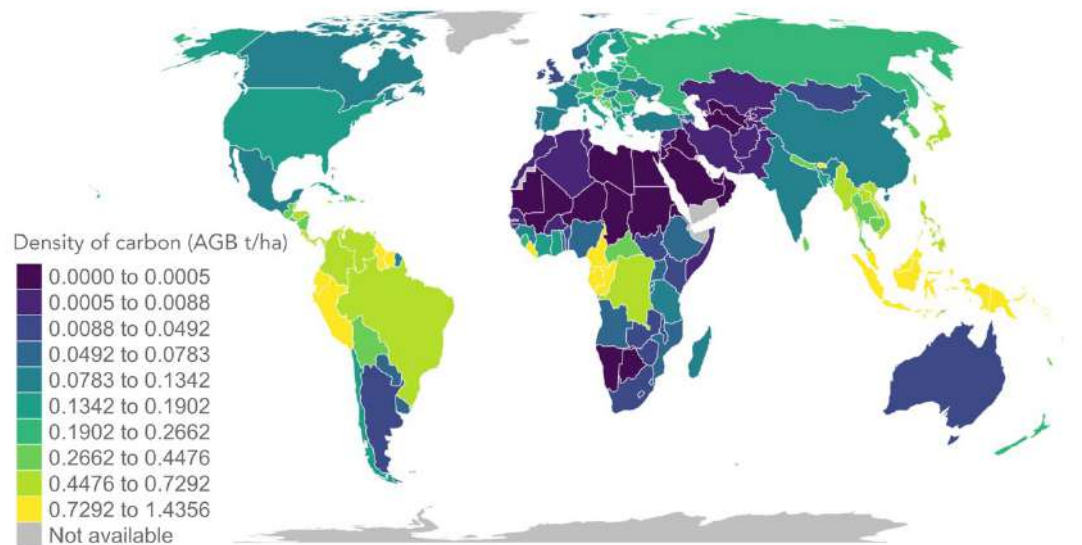 Density of carbon (AGB t/ha)
0.0000 to 0.0005
0.0005 to 0.0088
0.0088 to 0.0492
0.0492 to 0.0783
0.0783 to 0.1342
0.1342 to 0.1902
0.1902 to 0.2662
0.2662 to 0.4476
0.4476 to 0.7292
0.7292 to 1.4356
Not available